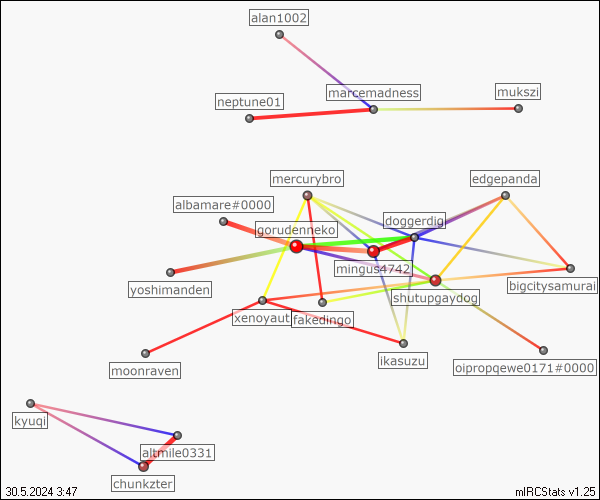 alan1002
marcemadness
mukszi
neptune01
mercurybro
edgepanda
albamare#0000
doggerdig
gorudenneko
mingus4742
yoshimanden
shutupgaydog
bigcitysamurai
xenoyaut
fakedingo
ikasuzu
oipropqewe0171#0000
moonraven
kyuqi
altmile0331
chunkzter
30.5.2024 3:47
mIRCStats v1.25